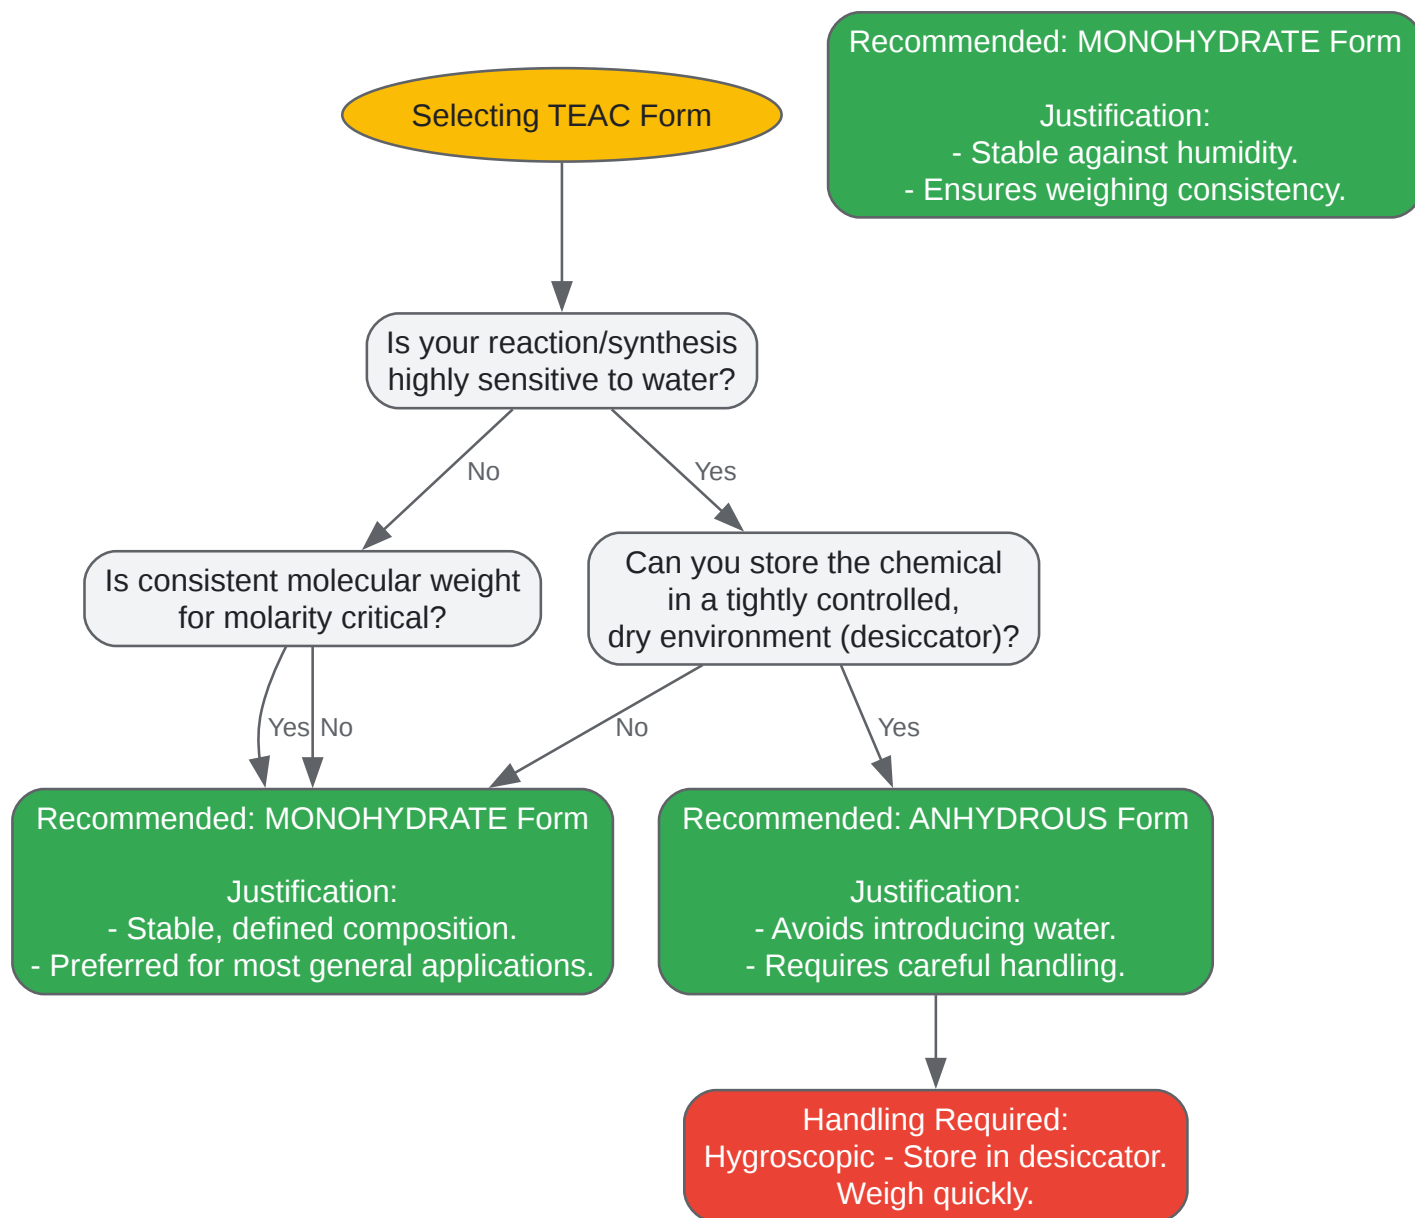 Recommended: MONOHYDRATE Form
Justification:
- Stable against humidity.
- Ensures weighing consistency.
Selecting TEAC Form
Is your reaction/synthesis
highly sensitive to water?
No
Yes
Is consistent molecular weight
for molarity critical?
Can you store the chemical
in a tightly controlled,
dry environment (desiccator)?
Yes
No
No
Yes
Recommended: MONOHYDRATE Form
Justification:
- Stable, defined composition.
- Preferred for most general applications.
Recommended: ANHYDROUS Form
Justification:
- Avoids introducing water.
- Requires careful handling.
Handling Required:
Hygroscopic - Store in desiccator.
Weigh quickly.